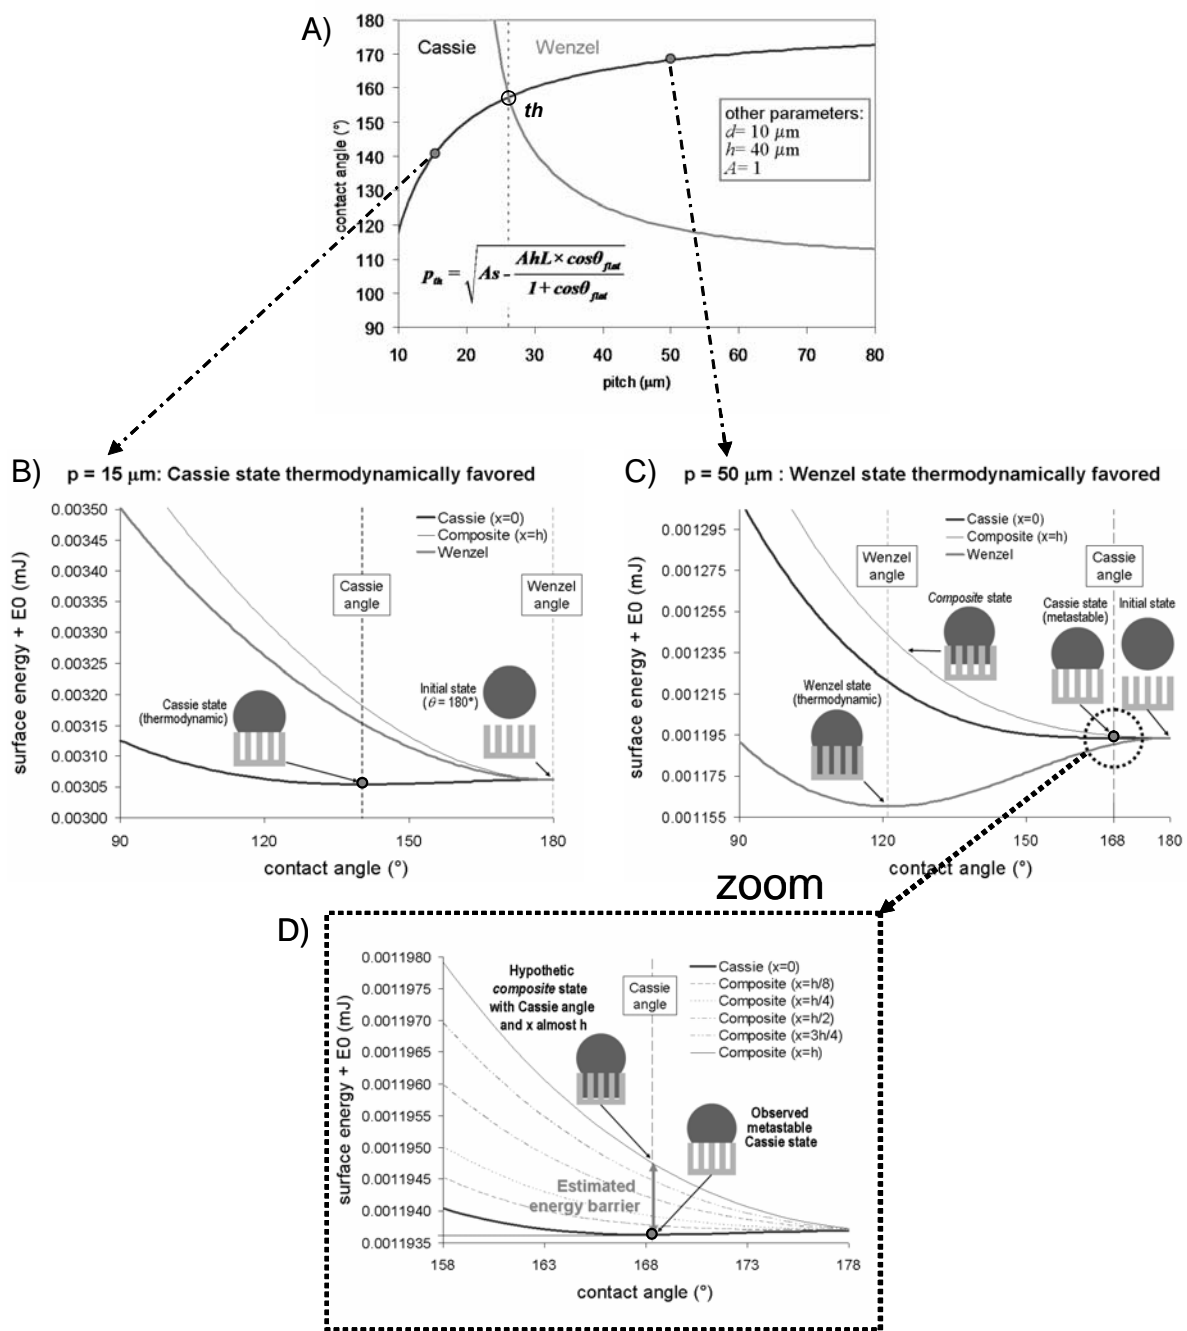 A)
180
170
160
150
140
130
120
110
100
90
contact angle (°)
Cassie
Wenzel
th
other parameters:
d= 10 µm
h= 40 µm
A= 1
p_th = √(As - (AhL × cosθ_flat)/(1 + cosθ_flat))
10 20 30 40 50 60 70 80
pitch (µm)
B)
p = 15 µm: Cassie state thermodynamically favored
0.00350
0.00345
0.00340
0.00335
0.00330
0.00325
0.00320
0.00315
0.00310
0.00305
0.00300
surface energy + E0 (mJ)
Cassie (x=0)
Composite (x=h)
Wenzel
Cassie
angle
Wenzel
angle
Cassie state
(thermodynamic)
Initial state
(θ = 180°)
90 120 150 180
contact angle (°)
C)
p = 50 µm : Wenzel state thermodynamically favored
0.001295
0.001275
0.001255
0.001235
0.001215
0.001195
0.001175
0.001155
surface energy + E0 (mJ)
Cassie (x=0)
Composite (x=h)
Wenzel
Wenzel
angle
Cassie
angle
Composite state
Cassie state
(metastable)
Initial state
Wenzel state
(thermodynamic)
90 120 150 168 180
contact angle (°)
zoom
D)
0.0011980
0.0011975
0.0011970
0.0011965
0.0011960
0.0011955
0.0011950
0.0011945
0.0011940
0.0011935
surface energy + E0 (mJ)
Hypothetic
composite state
with Cassie angle
and x almost h
Cassie
angle
Cassie (x=0)
Composite (x=h/8)
Composite (x=h/4)
Composite (x=h/2)
Composite (x=3h/4)
Composite (x=h)
Observed
metastable
Cassie state
Estimated
energy barrier
158 163 168 173 178
contact angle (°)